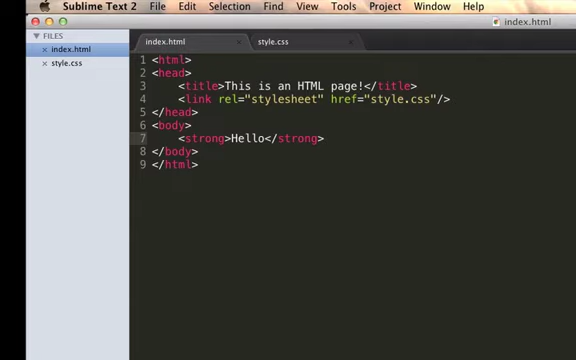 Sublime Text 2 File Edit Selection Find View Tools Project Window Help
index.html
FILES
index.html
style.css
index.html × style.css ×
1 <html>
2 <head>
3 <title>This is an HTML page!</title>
4 <link rel="stylesheet" href="style.css"/>
5 </head>
6 <body>
7 <strong>Hello</strong>
8 </body>
9 </html>